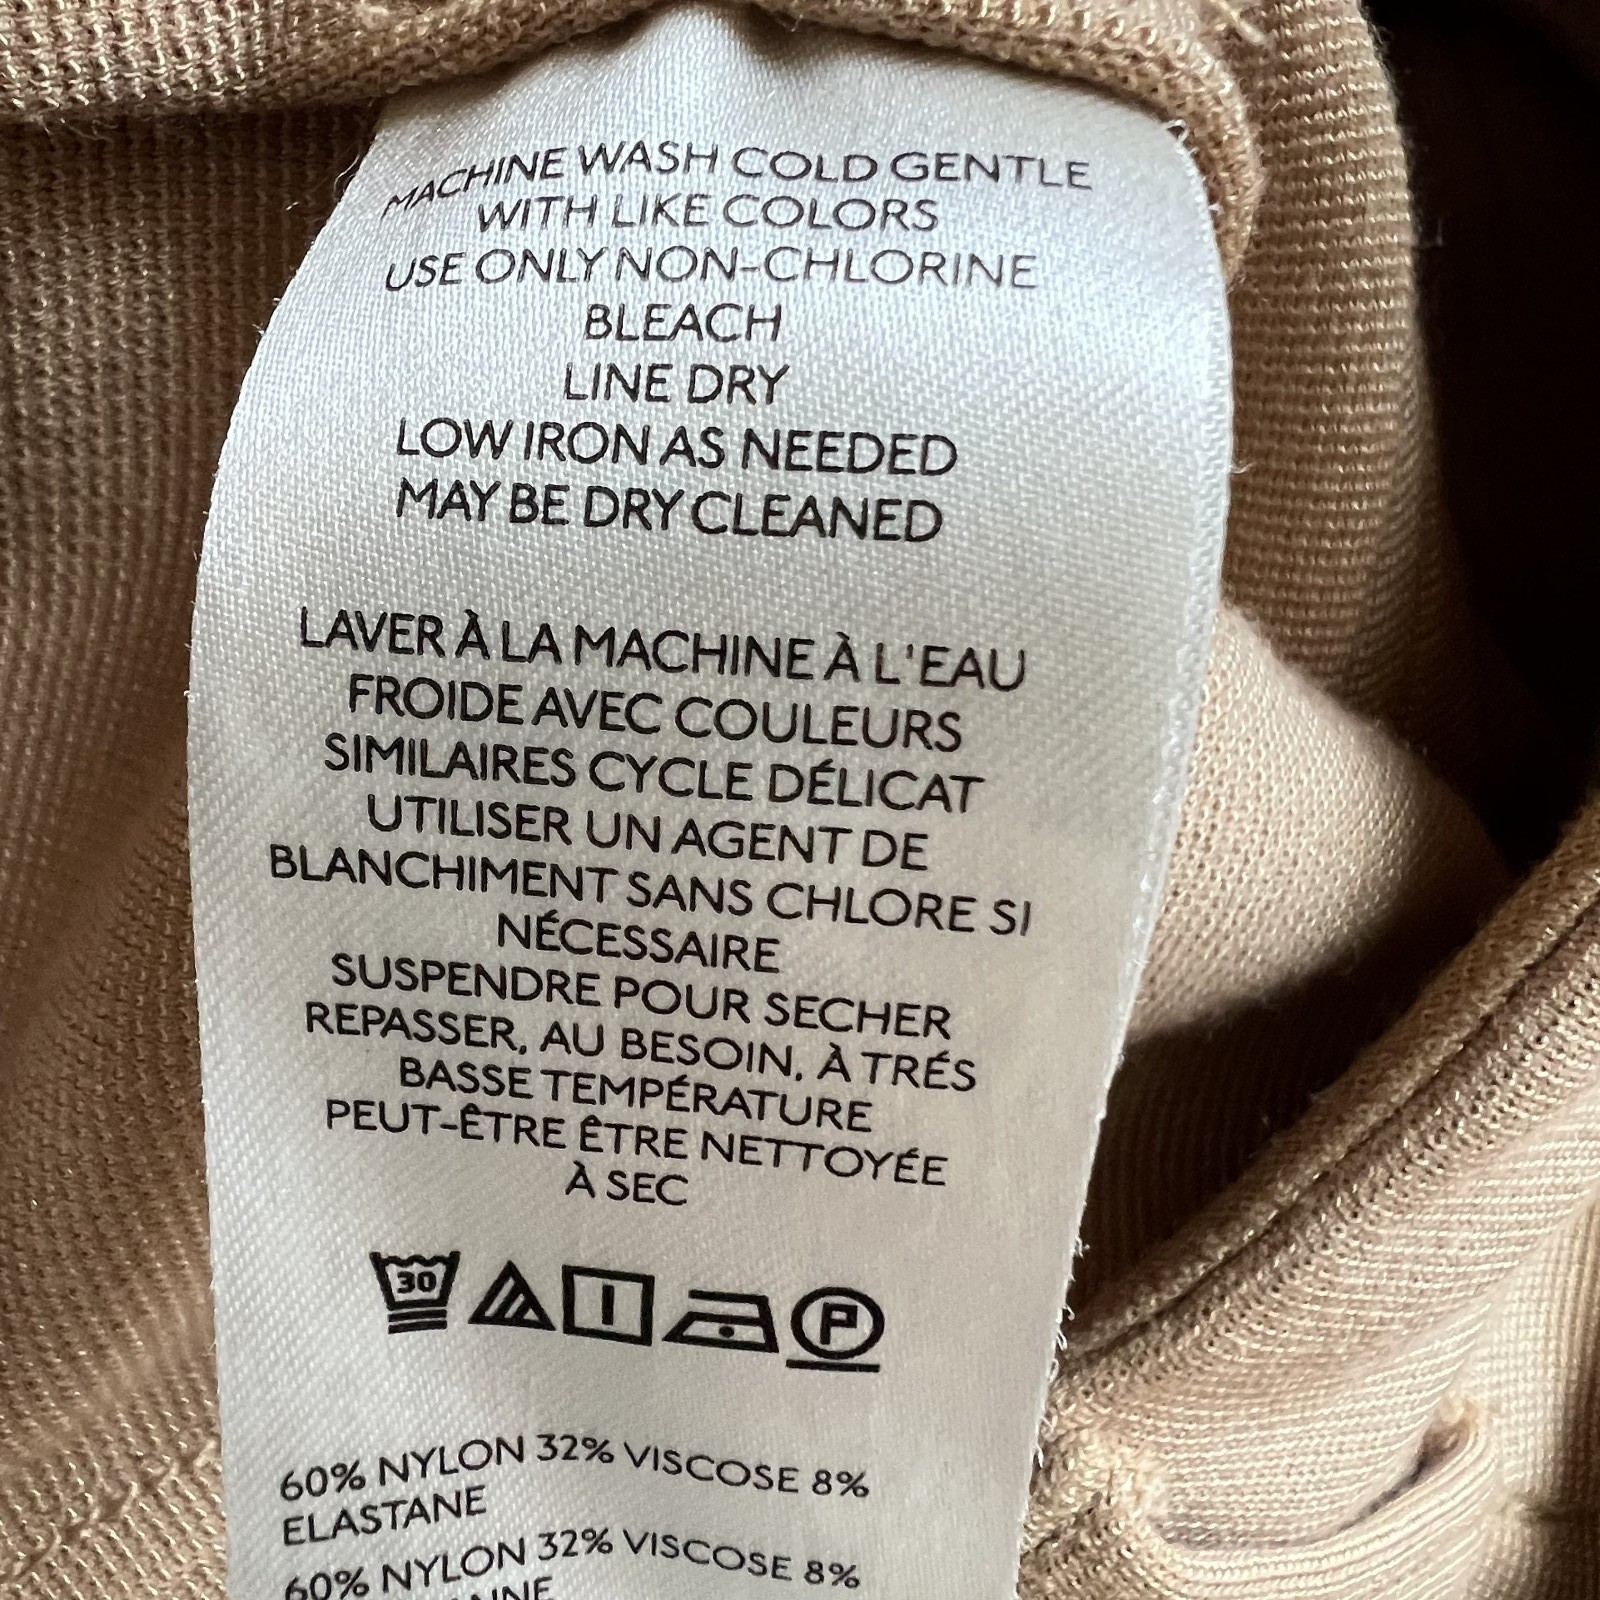 MACHINE WASH COLD GENTLE
WITH LIKE COLORS
USE ONLY NON-CHLORINE
BLEACH
LINE DRY
LOW IRON AS NEEDED
MAY BE DRY CLEANED
LAVER À LA MACHINE À L'EAU
FROIDE AVEC COULEURS
SIMILAIRES CYCLE DÉLICAT
UTILISER UN AGENT DE
BLANCHIMENT SANS CHLORE SI
NÉCESSAIRE
SUSPENDRE POUR SECHER
REPASSER, AU BESOIN, À TRÉS
BASSE TEMPÉRATURE
PEUT-ÊTRE ÊTRE NETTOYÉE
À SEC
30 P
60% NYLON 32% VISCOSE 8%
ELASTANE
60% NYLON 32% VISCOSE 8%